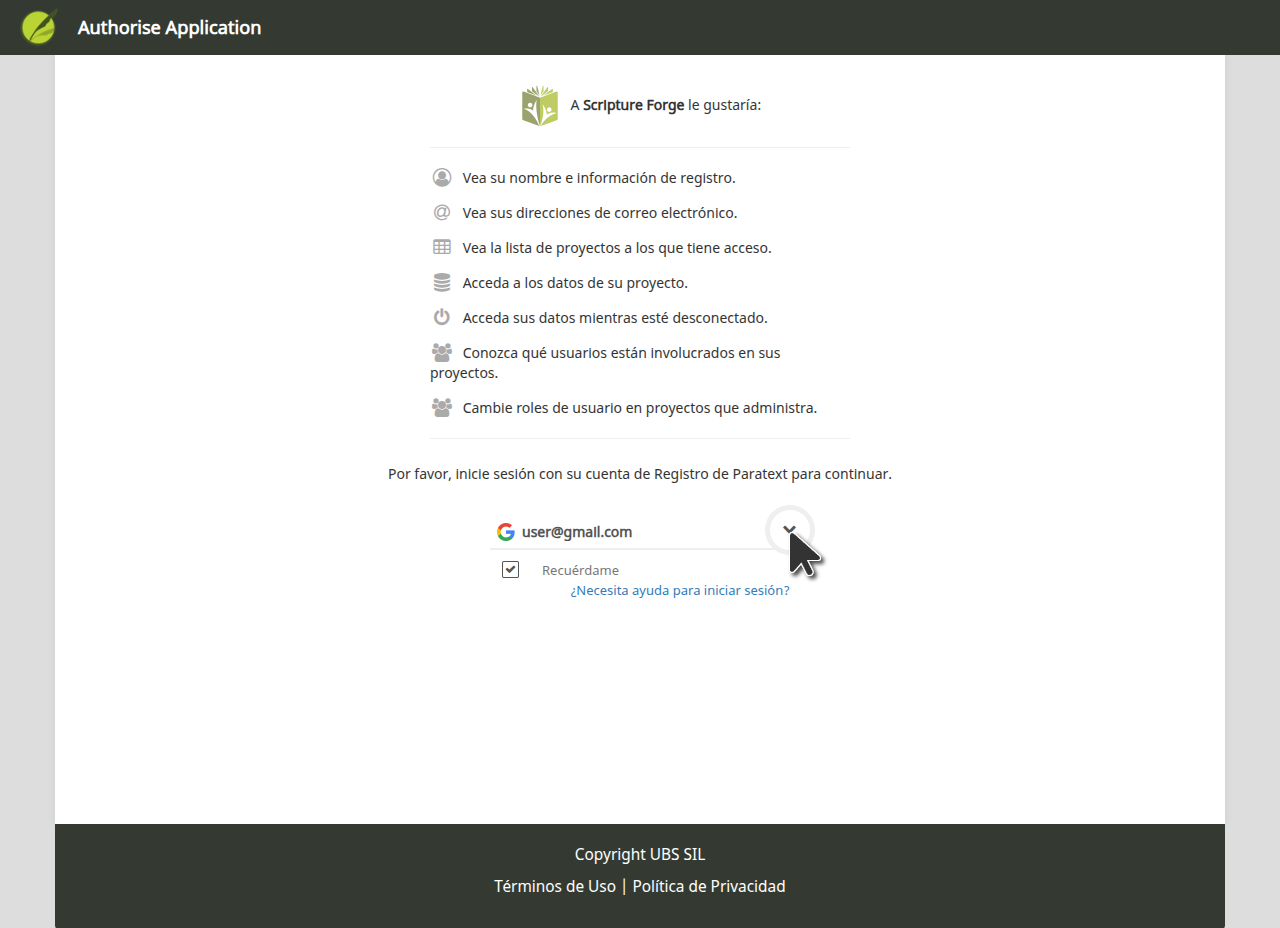 Authorise Application
A Scripture Forge le gustaría:
Vea su nombre e información de registro.
Vea sus direcciones de correo electrónico.
Vea la lista de proyectos a los que tiene acceso.
Acceda a los datos de su proyecto.
Acceda sus datos mientras esté desconectado.
Conozca qué usuarios están involucrados en sus
proyectos.
Cambie roles de usuario en proyectos que administra.
Por favor, inicie sesión con su cuenta de Registro de Paratext para continuar.
user@gmail.com
Recuérdame
¿Necesita ayuda para iniciar sesión?
Copyright UBS SIL
Términos de Uso | Política de Privacidad